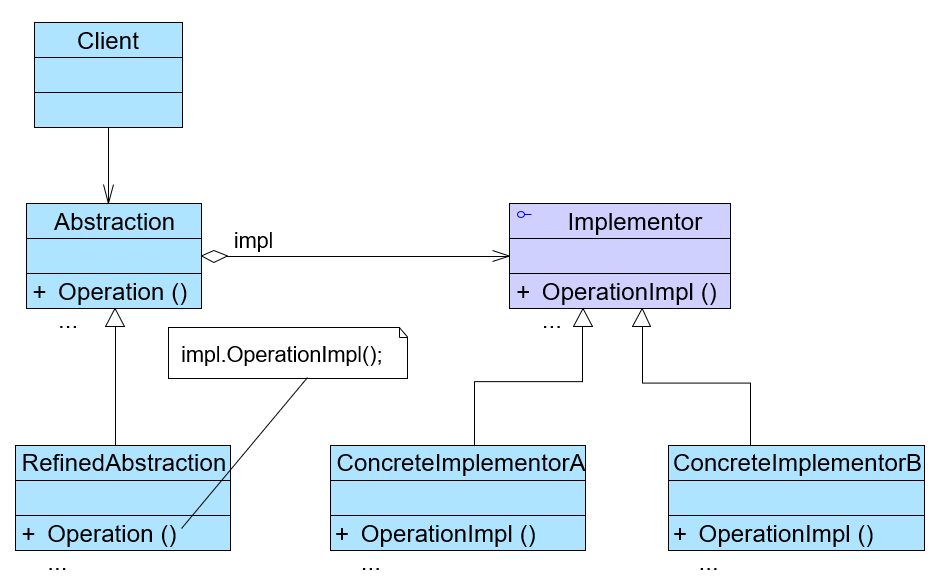 Client
Abstraction
impl
Implementor
+ Operation ()
+ OperationImpl ()
...
...
impl.OperationImpl();
RefinedAbstraction
ConcreteImplementorA
ConcreteImplementorB
+ Operation ()
+ OperationImpl ()
+ OperationImpl ()
...
...
...